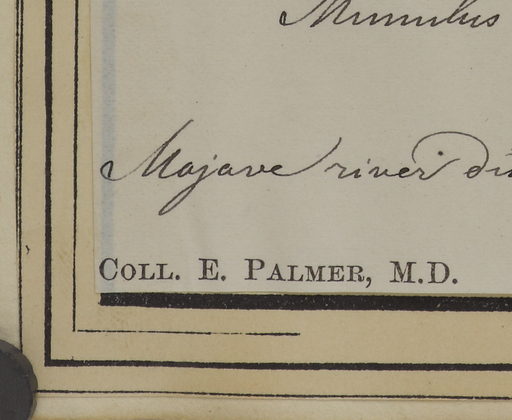 Mimulus
Mojave river
COLL. E. PALMER, M.D.